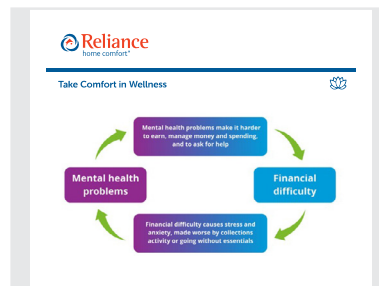 Reliance
home comfort®
Take Comfort in Wellness
Mental health problems make it harder
to earn, manage money and spending,
and to ask for help
Mental health
problems
Financial
difficulty
Financial difficulty causes stress and
anxiety, made worse by collections
activity or going without essentials